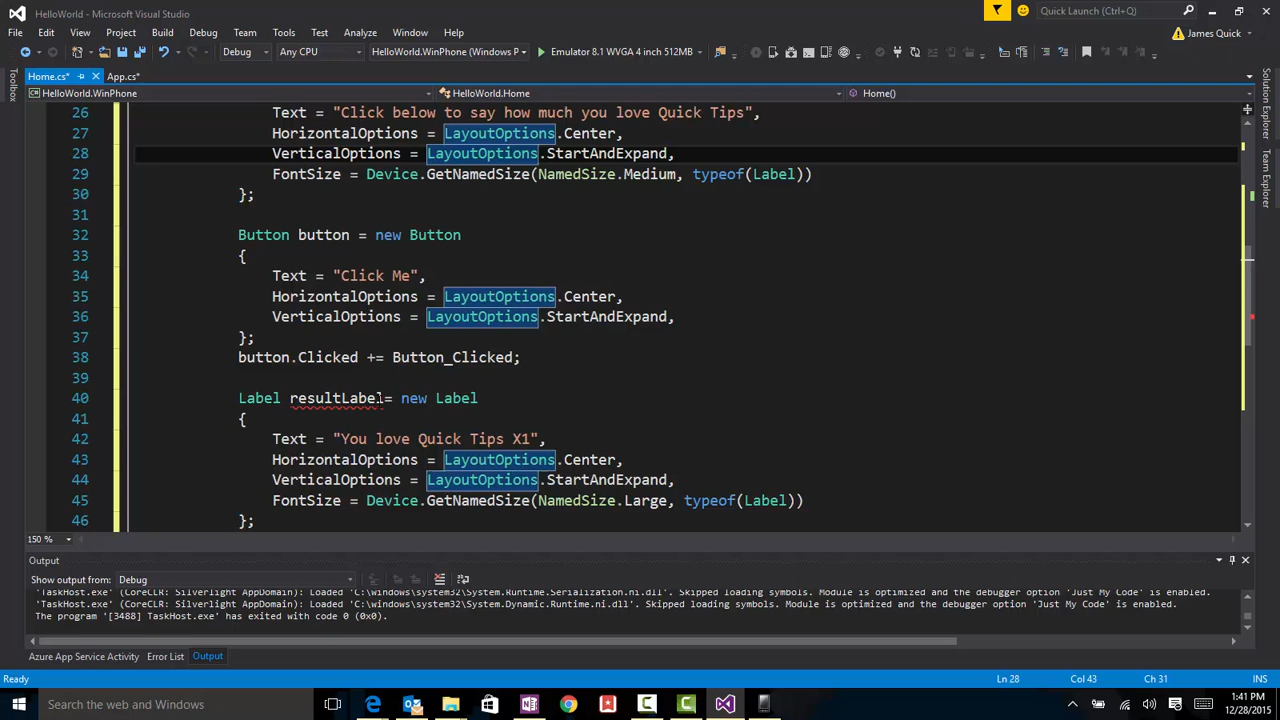 HelloWorld - Microsoft Visual Studio
Quick Launch (Ctrl+Q)
File Edit View Project Build Debug Team Tools Test Analyze Window Help
James Quick
Debug Any CPU HelloWorld.WinPhone (Windows P Emulator 8.1 WVGA 4 inch 512MB
Home.cs* App.cs*
HelloWorld.WinPhone HelloWorld.Home Home()
Toolbox
Solution Explorer
Team Explorer
26 Text = "Click below to say how much you love Quick Tips",
27 HorizontalOptions = LayoutOptions.Center,
28 VerticalOptions = LayoutOptions.StartAndExpand,
29 FontSize = Device.GetNamedSize(NamedSize.Medium, typeof(Label))
30 };
31
32 Button button = new Button
33 {
34 Text = "Click Me",
35 HorizontalOptions = LayoutOptions.Center,
36 VerticalOptions = LayoutOptions.StartAndExpand,
37 };
38 button.Clicked += Button_Clicked;
39
40 Label resultLabel= new Label
41 {
42 Text = "You love Quick Tips X1",
43 HorizontalOptions = LayoutOptions.Center,
44 VerticalOptions = LayoutOptions.StartAndExpand,
45 FontSize = Device.GetNamedSize(NamedSize.Large, typeof(Label))
46 };
150 %
Output
Show output from: Debug
'TaskHost.exe' (CoreCLR: Silverlight AppDomain): Loaded 'C:\windows\system32\System.Runtime.Serialization.ni.dll'. Skipped loading symbols. Module is optimized and the debugger option 'Just My Code' is enabled.
'TaskHost.exe' (CoreCLR: Silverlight AppDomain): Loaded 'C:\windows\system32\System.Dynamic.Runtime.ni.dll'. Skipped loading symbols. Module is optimized and the debugger option 'Just My Code' is enabled.
The program '[3488] TaskHost.exe' has exited with code 0 (0x0).
Azure App Service Activity Error List Output
Ready Ln 28 Col 43 Ch 31 INS
Search the web and Windows
1:41 PM
12/28/2015